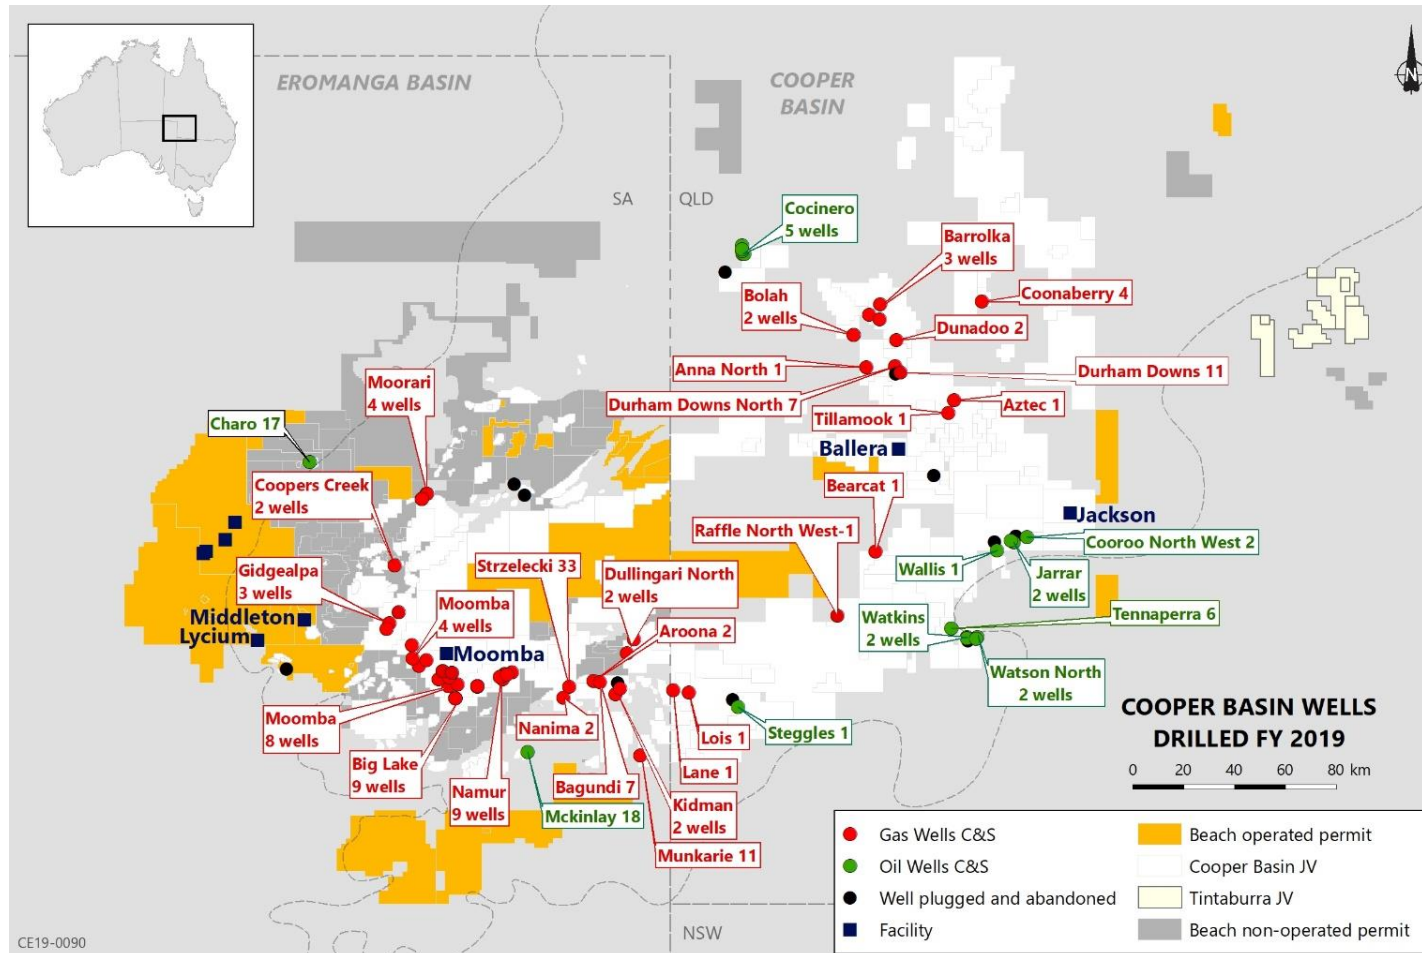 EROMANGA BASIN
COOPER
BASIN
N
SA
QLD
Cocinero
5 wells
Barrolka
3 wells
Bolah
2 wells
Coonaberry 4
Dunadoo 2
Anna North 1
Durham Downs 11
Moorari
4 wells
Durham Downs North 7
Aztec 1
Tillamook 1
Charo 17
Ballera
Coopers Creek
2 wells
Bearcat 1
Jackson
Raffle North West-1
Cooroo North West 2
Strzelecki 33
Dullingari North
2 wells
Wallis 1
Jarrar
2 wells
Gidgealpa
3 wells
Moomba
4 wells
Middleton
Lycium
Watkins
2 wells
Tennaperra 6
Aroona 2
Moomba
Watson North
2 wells
Moomba
8 wells
Nanima 2
Lois 1
Steggles 1
COOPER BASIN WELLS
DRILLED FY 2019
Big Lake
9 wells
Namur
9 wells
Bagundi 7
Lane 1
0 20 40 60 80 km
Mckinlay 18
Kidman
2 wells
Munkarie 11
Gas Wells C&S
Oil Wells C&S
Well plugged and abandoned
Facility
Beach operated permit
Cooper Basin JV
Tintaburra JV
Beach non-operated permit
NSW
CE19-0090